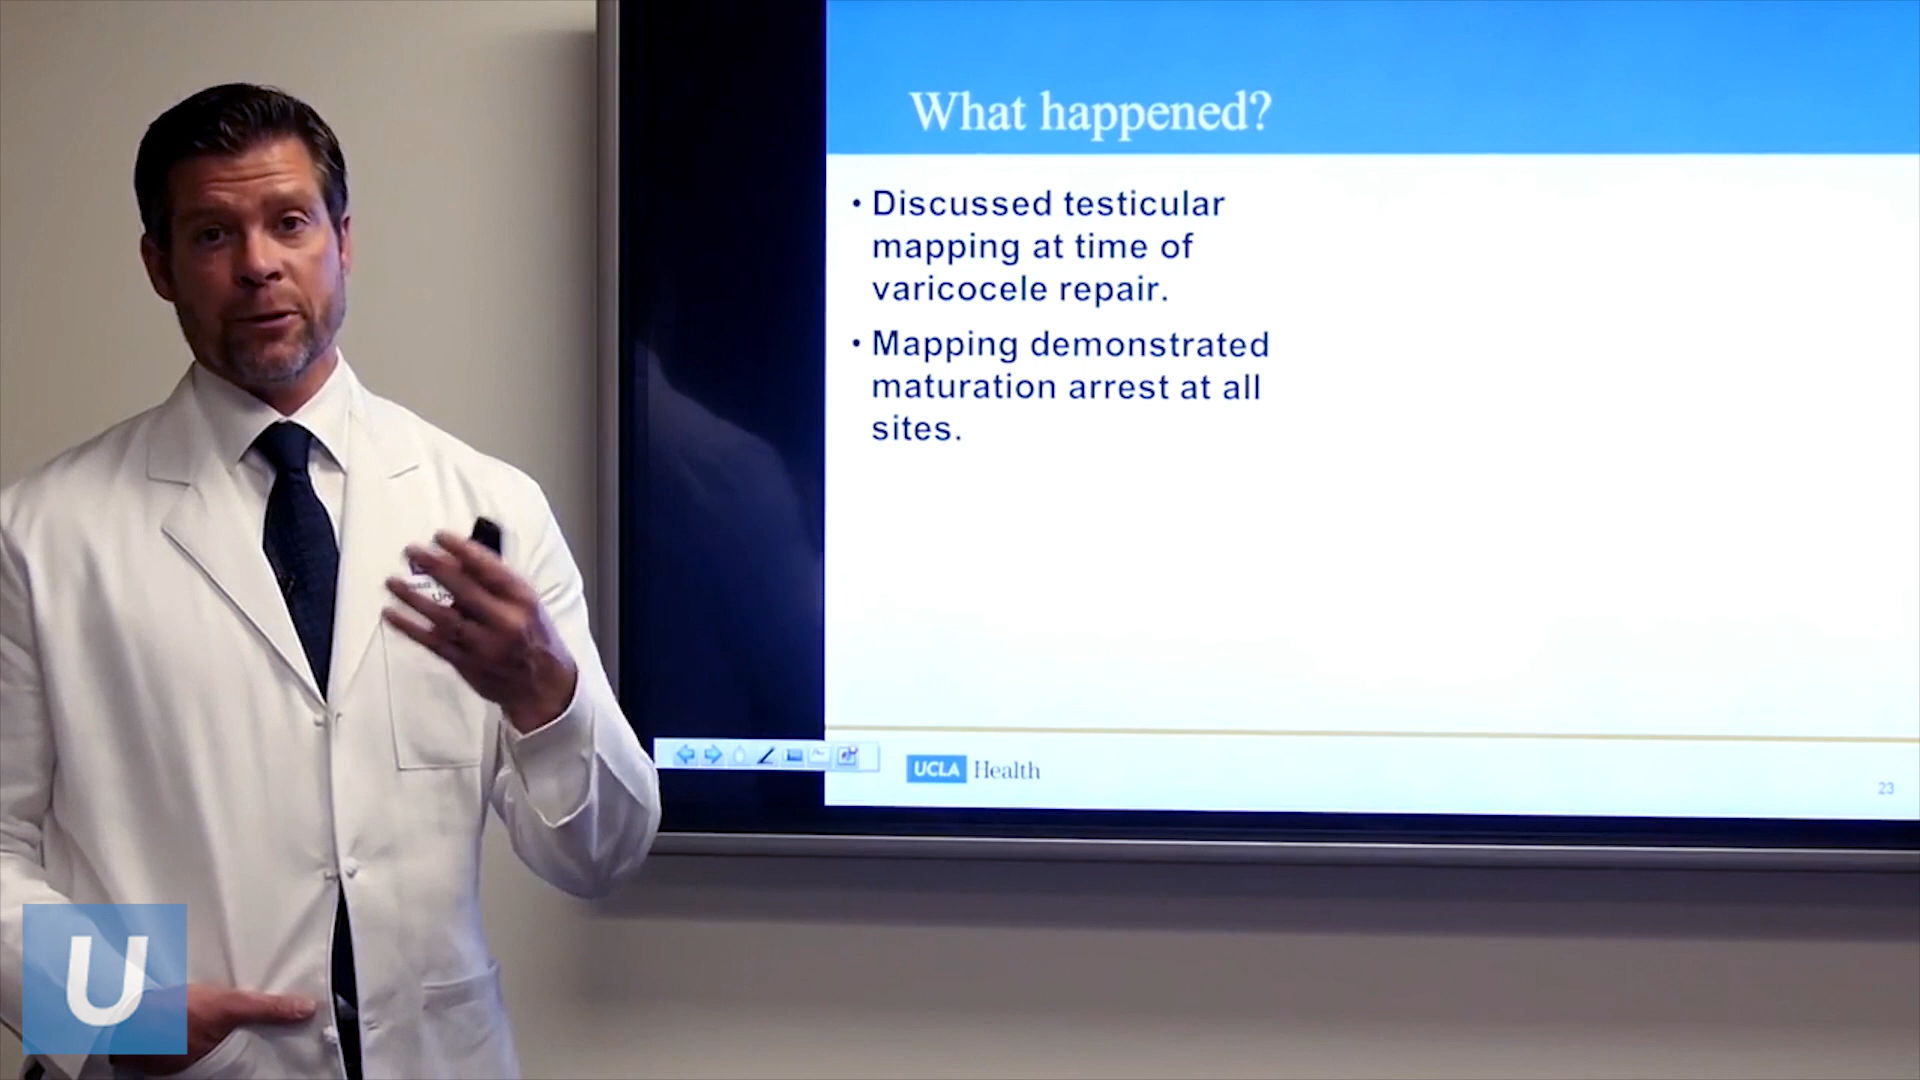 What happened?
• Discussed testicular
mapping at time of
varicocele repair.
• Mapping demonstrated
maturation arrest at all
sites.
UCLA Health
23
U